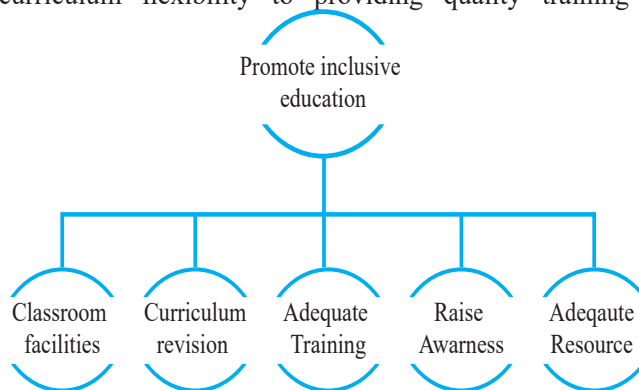 curriculum flexibility to providing quality training
Promote inclusive
education
Classroom
facilities
Curriculum
revision
Adequate
Training
Raise
Awarness
Adeqaute
Resource